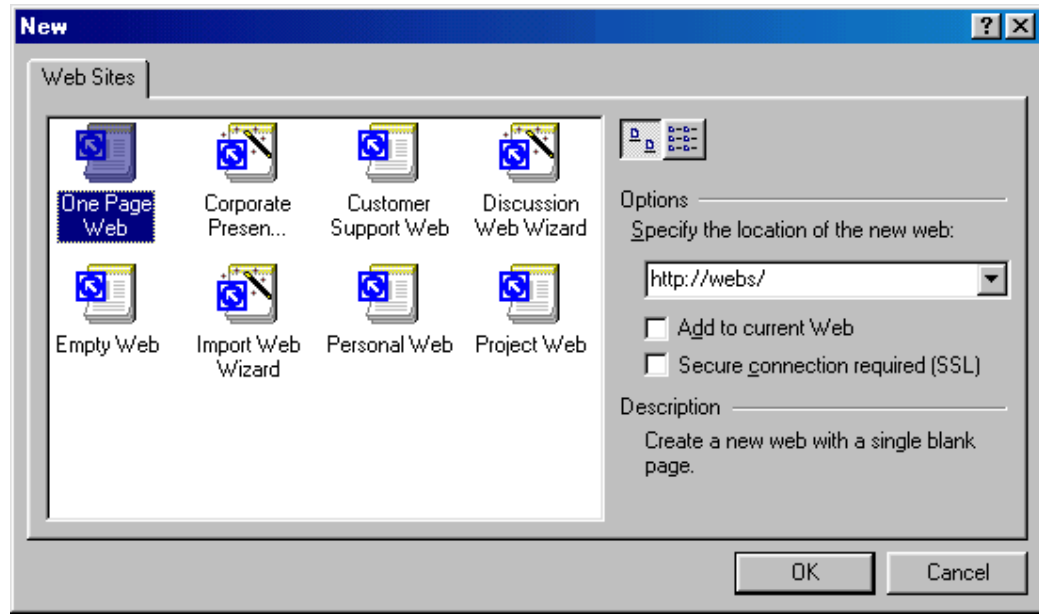 New
Web Sites
One Page
Web
Corporate
Presen...
Customer
Support Web
Discussion
Web Wizard
Empty Web
Import Web
Wizard
Personal Web
Project Web
Options
Specify the location of the new web:
http://webs/
Add to current Web
Secure connection required (SSL)
Description
Create a new web with a single blank
page.
OK
Cancel